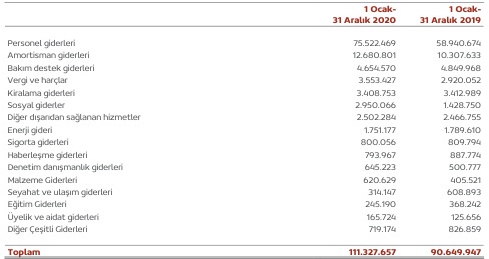 1 Ocak- 1 Ocak-
31 Aralık 2020 31 Aralık 2019
Personel giderleri 75.522.469 58.940.674
Amortisman giderleri 12.680.801 10.307.633
Bakım destek giderleri 4.654.570 4.849.968
Vergi ve harçlar 3.553.427 2.920.052
Kiralama giderleri 3.408.753 3.412.989
Sosyal giderler 2.950.066 1.428.750
Diğer dışarıdan sağlanan hizmetler 2.502.284 2.466.755
Enerji gideri 1.751.177 1.789.610
Sigorta giderleri 800.056 809.794
Haberleşme giderleri 793.967 887.774
Denetim danışmanlık giderleri 645.223 500.777
Malzeme Giderleri 620.629 405.521
Seyahat ve ulaşım giderleri 314.147 608.893
Eğitim Giderleri 245.190 368.242
Üyelik ve aidat giderleri 165.724 125.656
Diğer Çeşitli Giderleri 719.174 826.859
Toplam 111.327.657 90.649.947